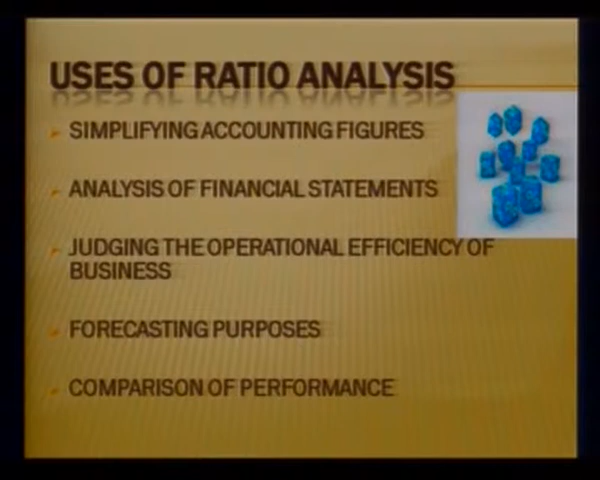 USES OF RATIO ANALYSIS
SIMPLIFYING ACCOUNTING FIGURES
ANALYSIS OF FINANCIAL STATEMENTS
JUDGING THE OPERATIONAL EFFICIENCY OF
BUSINESS
FORECASTING PURPOSES
COMPARISON OF PERFORMANCE